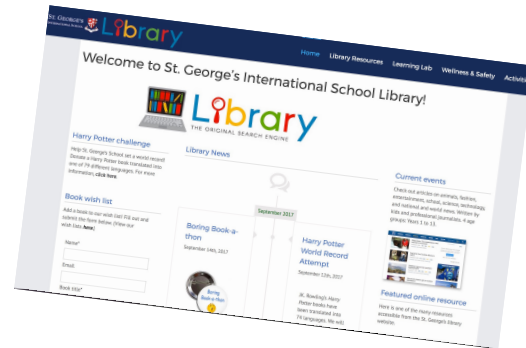 ST. GEORGE'S
Library
Home
Library Resources
Learning Lab
Wellness & Safety
Welcome to St. George's International School Library!
Library
THE ORIGINAL SEARCH ENGINE
Harry Potter challenge
Help St. George's School set a world record
Donate a Harry Potter book translated into
one of 79 different languages. For more
information, click here
Book wish list
Add a book to our wish list! Fill out and
submit the form below. (View our
wish lists here)
Name*
Email
Book title*
Library News
September 2017
Boring Book-a-
thon
September 14th, 2017
Boring
Book-a-thon
Harry Potter
World Record
Attempt
September 12th, 2017
JK. Rowling's Harry
Potter books have
been translated into
79 languages. We will
Current events
Check out articles on animals, fashion,
entertainment, school, science, technology
and national and world news. Written by
kids and professional journalists. 4 age
groups: Years 1 to 13.
Featured online resource
Here is one of the many resources
accessible from the St. George's library
website.